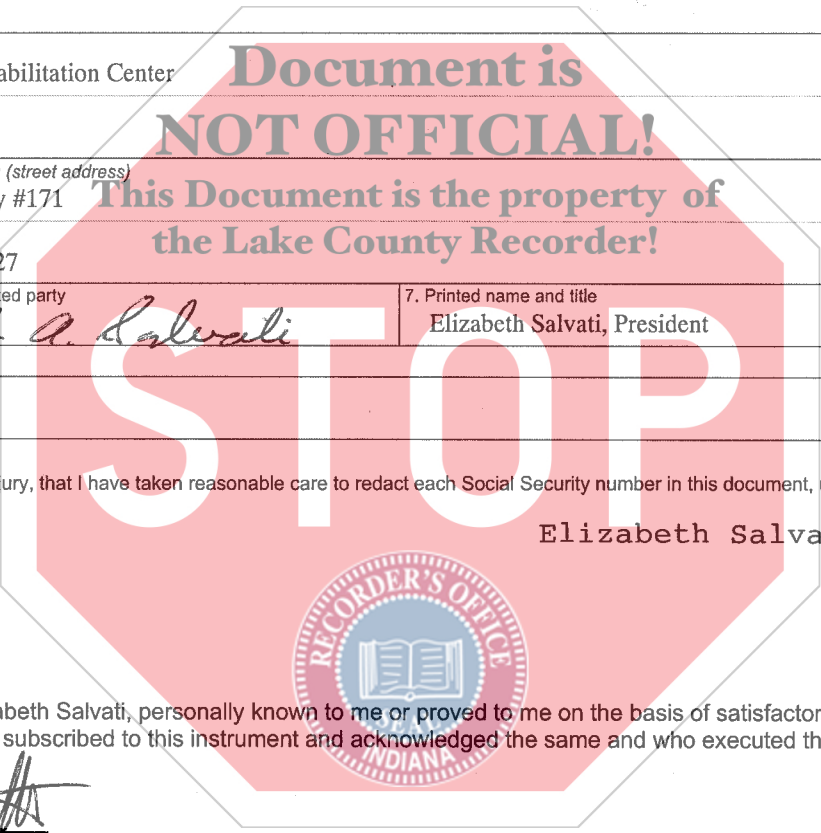 abilitation Center
Document is
NOT OFFICIAL!
(street address)
y #171
This Document is the property of
the Lake County Recorder!
27
ted party
7. Printed name and title
a. Salvati
Elizabeth Salvati, President
STOP
ury, that I have taken reasonable care to redact each Social Security number in this document, u
Elizabeth Salva
RECORDER'S OFFICE
SEAL
INDIANA
abeth Salvati, personally known to me or proved to me on the basis of satisfactor
subscribed to this instrument and acknowledged the same and who executed th